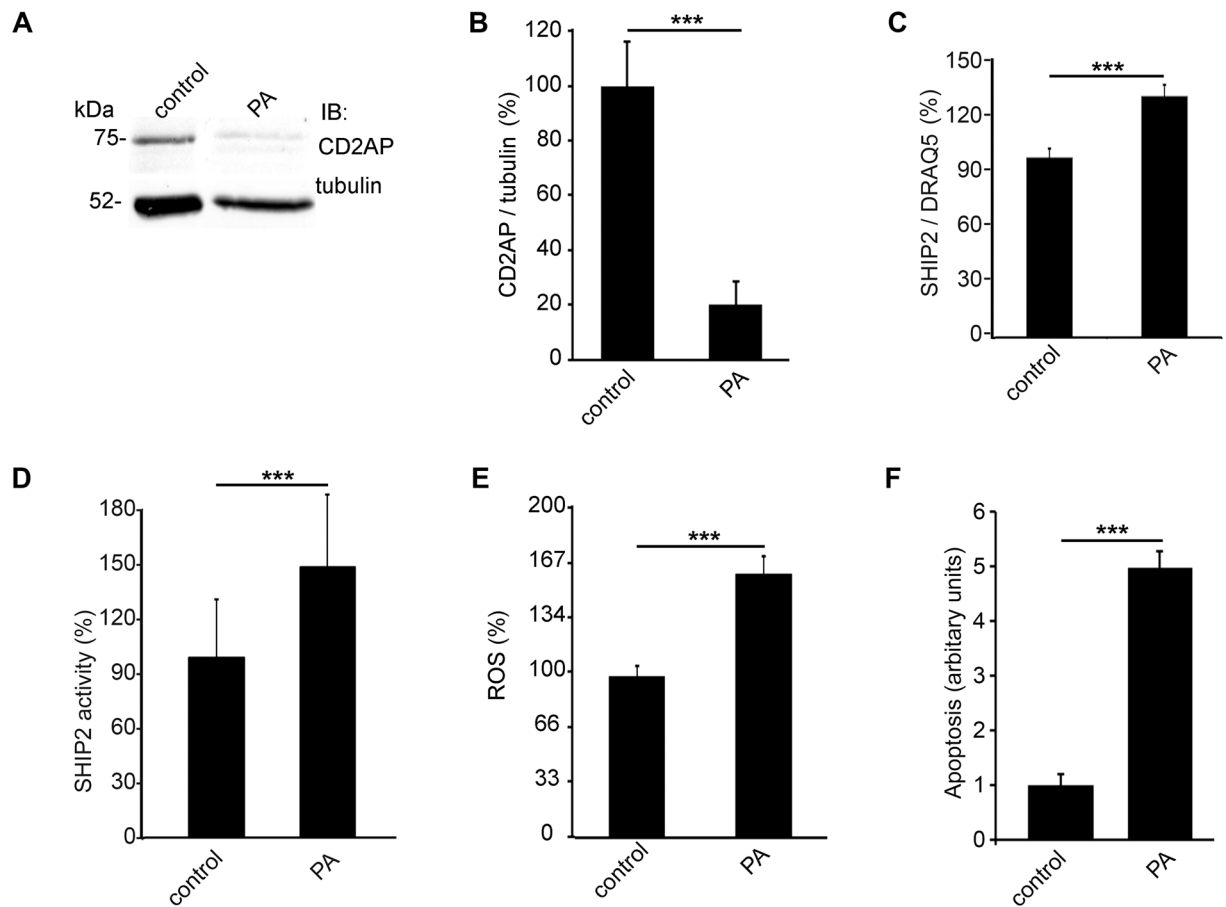 A
kDa
control
PA
IB:
75-
CD2AP
tubulin
52-
B
***
CD2AP / tubulin (%)
120
100
80
60
40
20
0
control
PA
C
***
SHIP2 / DRAQ5 (%)
150
120
90
60
30
0
control
PA
D
***
SHIP2 activity (%)
180
150
120
90
60
30
0
control
PA
E
***
ROS (%)
200
167
134
100
66
33
0
control
PA
F
***
Apoptosis (arbitary units)
6
5
4
3
2
1
0
control
PA